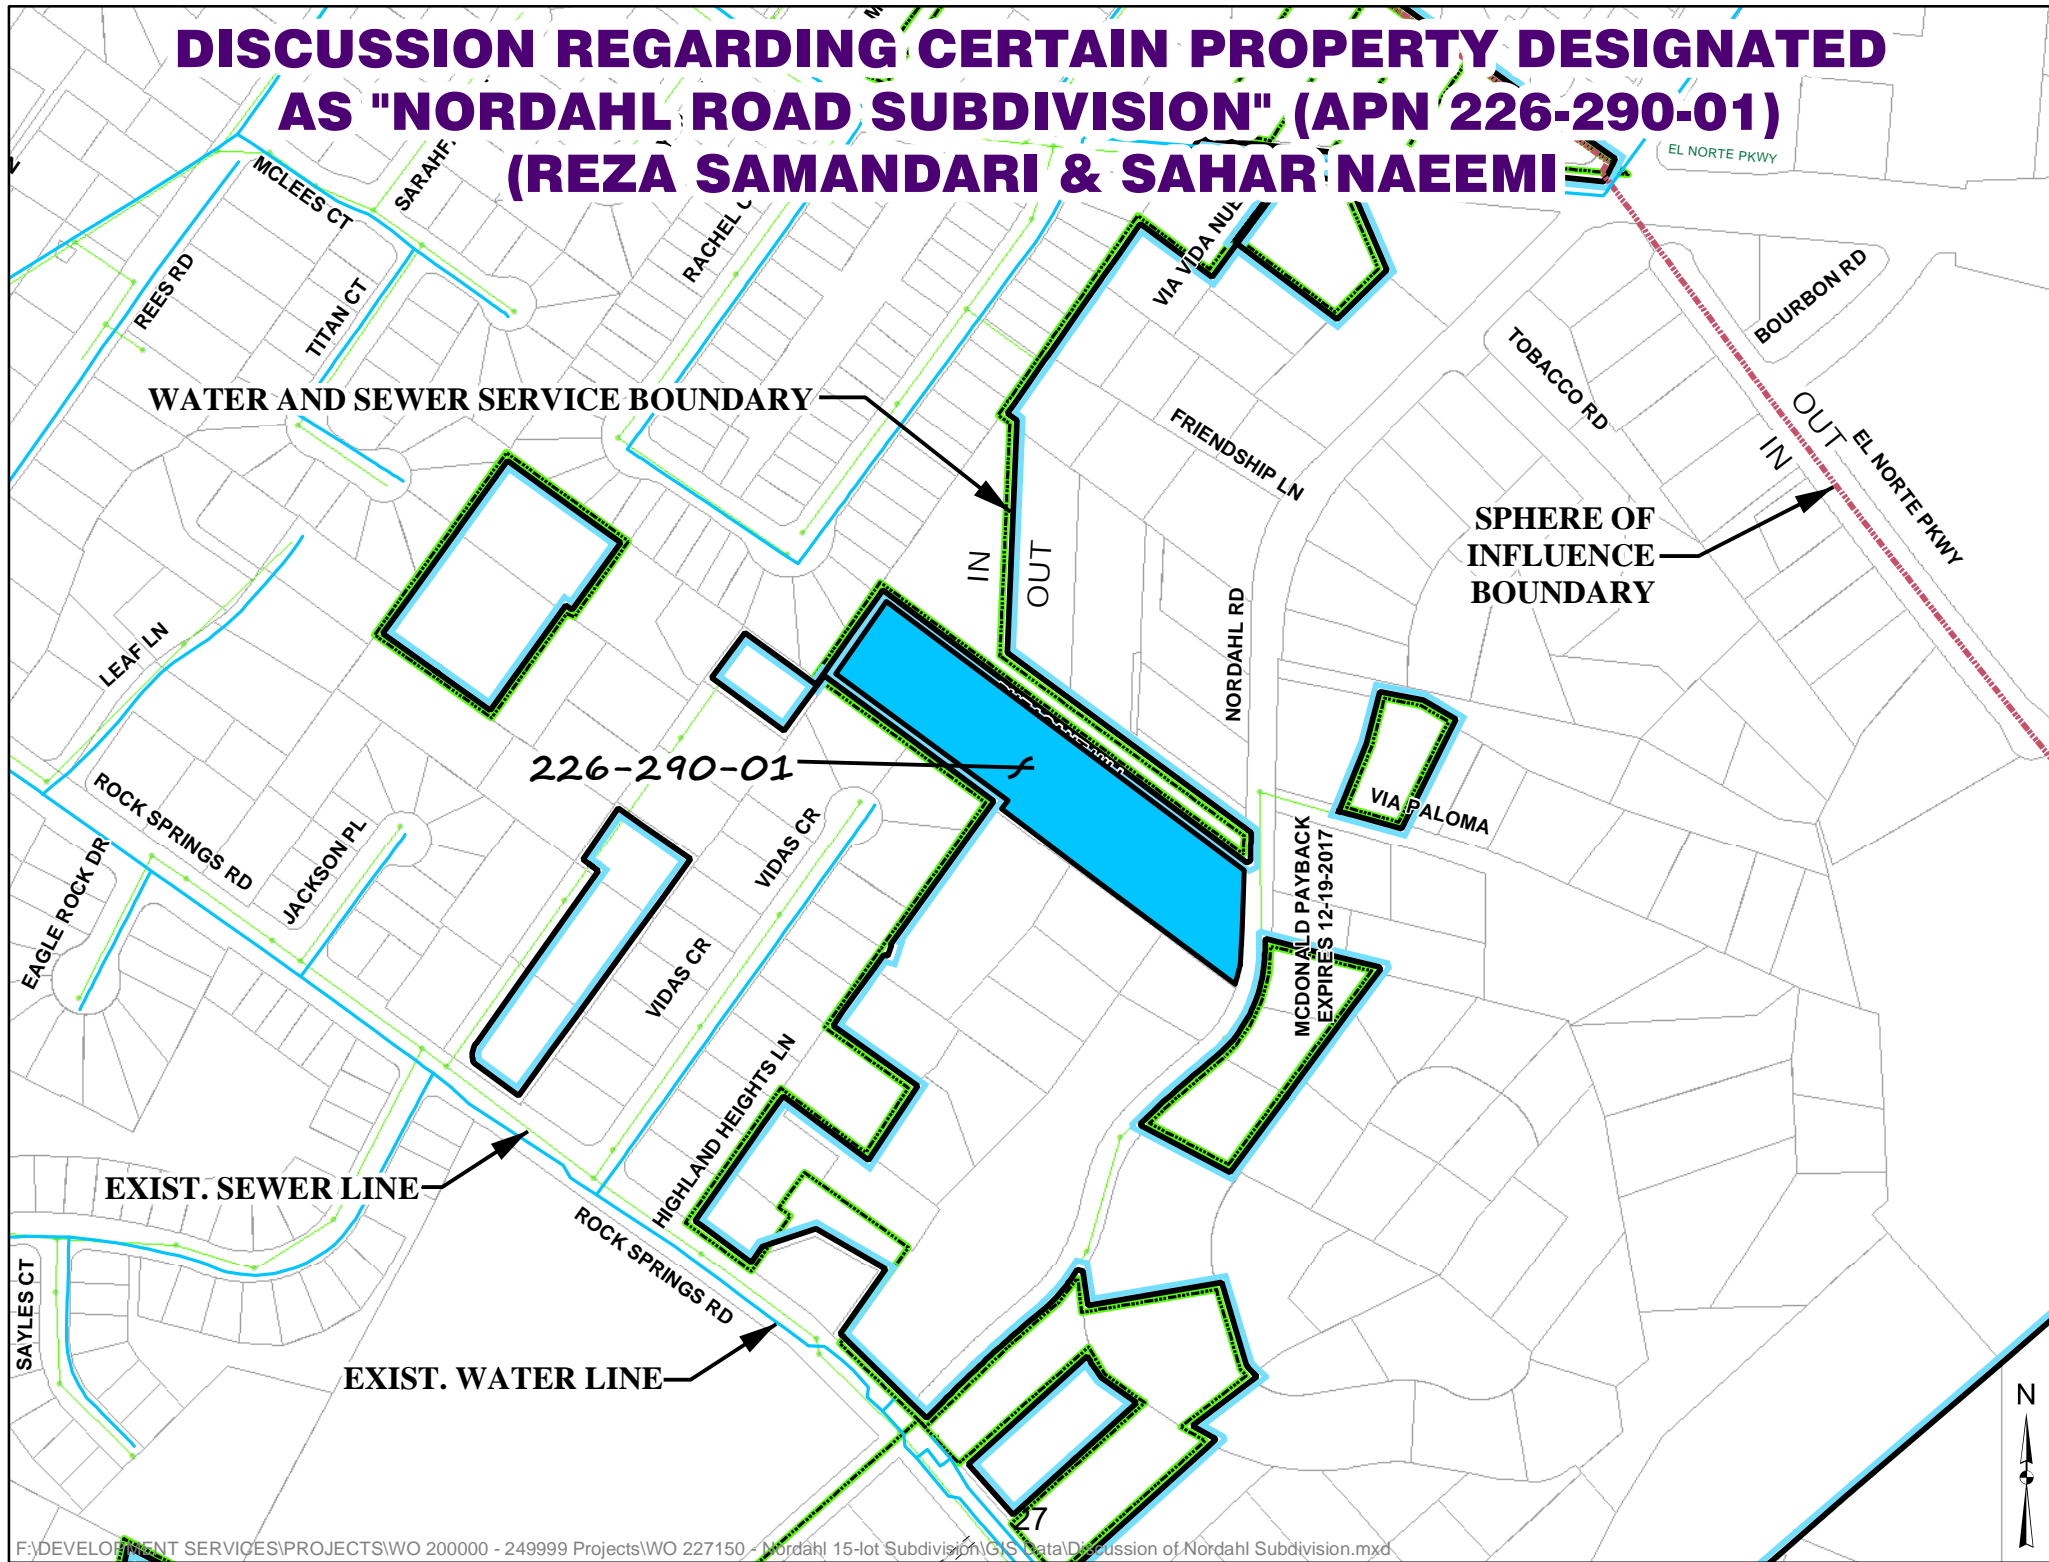 DISCUSSION REGARDING CERTAIN PROPERTY DESIGNATED
AS "NORDAHL ROAD SUBDIVISION" (APN 226-290-01)
(REZA SAMANDARI & SAHAR NAEEMI
EL NORTE PKWY
MCLEES CT
RACHEL
REES RD
TITAN CT
VIA VIDA
BOURBON RD
TOBACCO RD
WATER AND SEWER SERVICE BOUNDARY
FRIENDSHIP LN
OUT
IN
EL NORTE PKWY
SPHERE OF
INFLUENCE
BOUNDARY
IN
OUT
NORDAHL RD
LEAF LN
226-290-01
VIA PALOMA
ROCK SPRINGS RD
JACKSON PL
EAGLE ROCK DR
VIDAS CR
VIDAS CR
MCDONALD PAYBACK
EXPIRES 12-19-2017
HIGHLAND HEIGHTS LN
EXIST. SEWER LINE
ROCK SPRINGS RD
SAYLES CT
EXIST. WATER LINE
N
27
F:\DEVELOPMENT SERVICES\PROJECTS\WO 200000 - 249999 Projects\WO 227150 - Nordahl 15-lot Subdivision\GIS Data\Discussion of Nordahl Subdivision.mxd